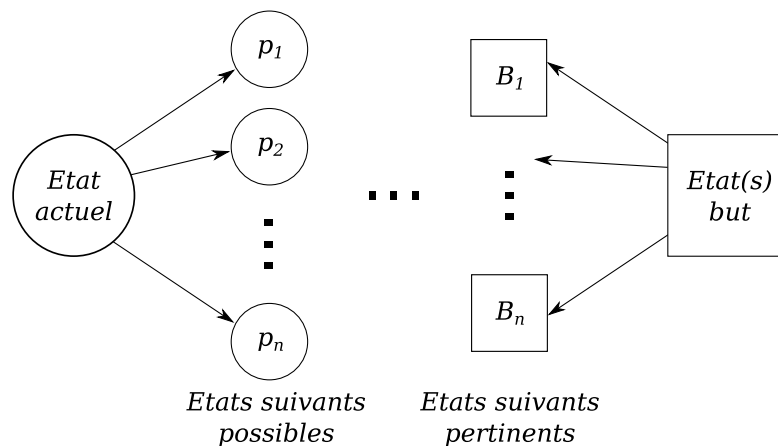 p1
B1
p2
Etat
actuel
Etat(s)
but
pn
Bn
Etats suivants
possibles
Etats suivants
pertinents